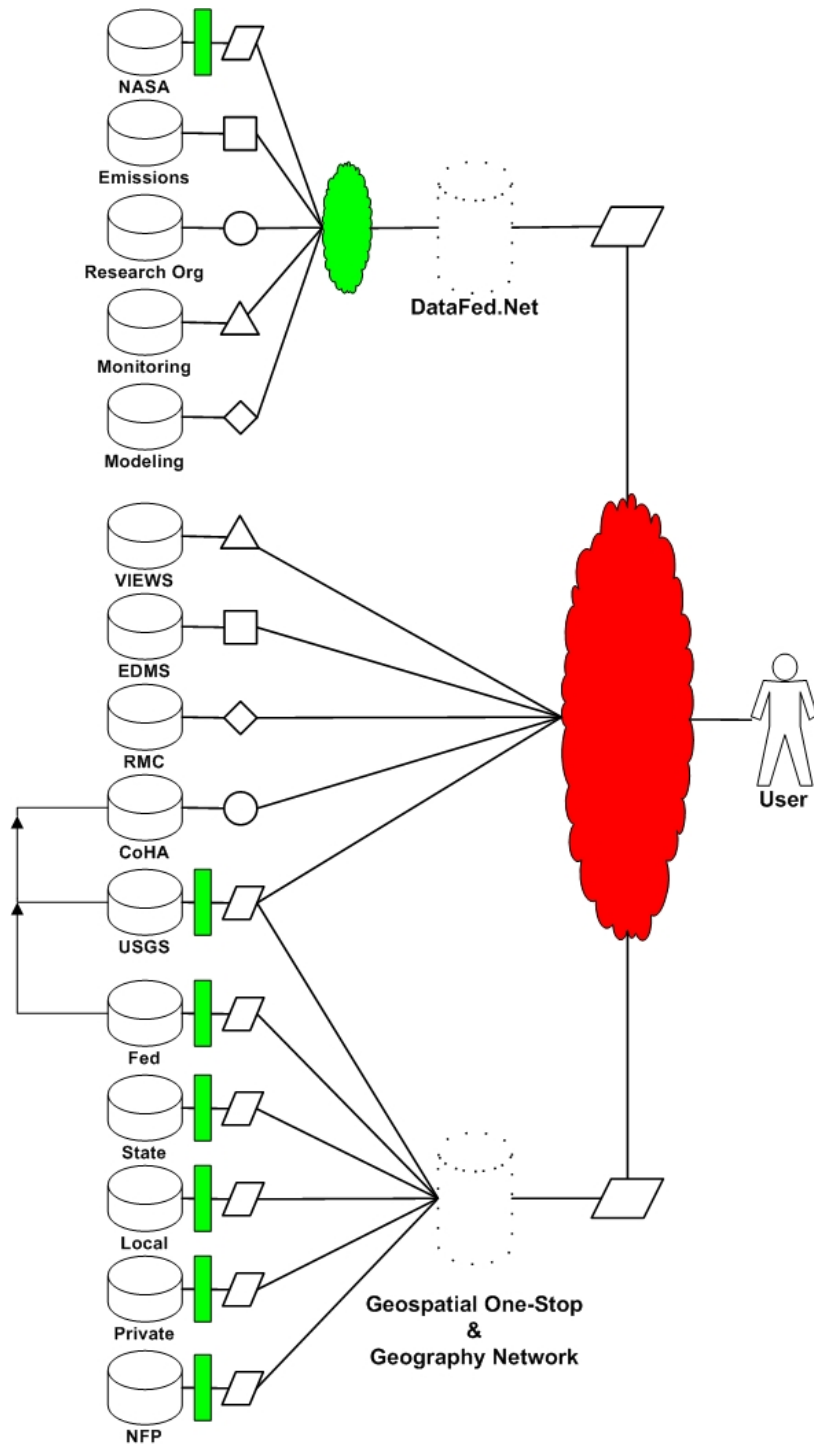 NASA
Emissions
Research Org
Monitoring
Modeling
DataFed.Net
VIEWS
EDMS
RMC
CoHA
USGS
User
Fed
State
Local
Private
NFP
Geospatial One-Stop
&
Geography Network